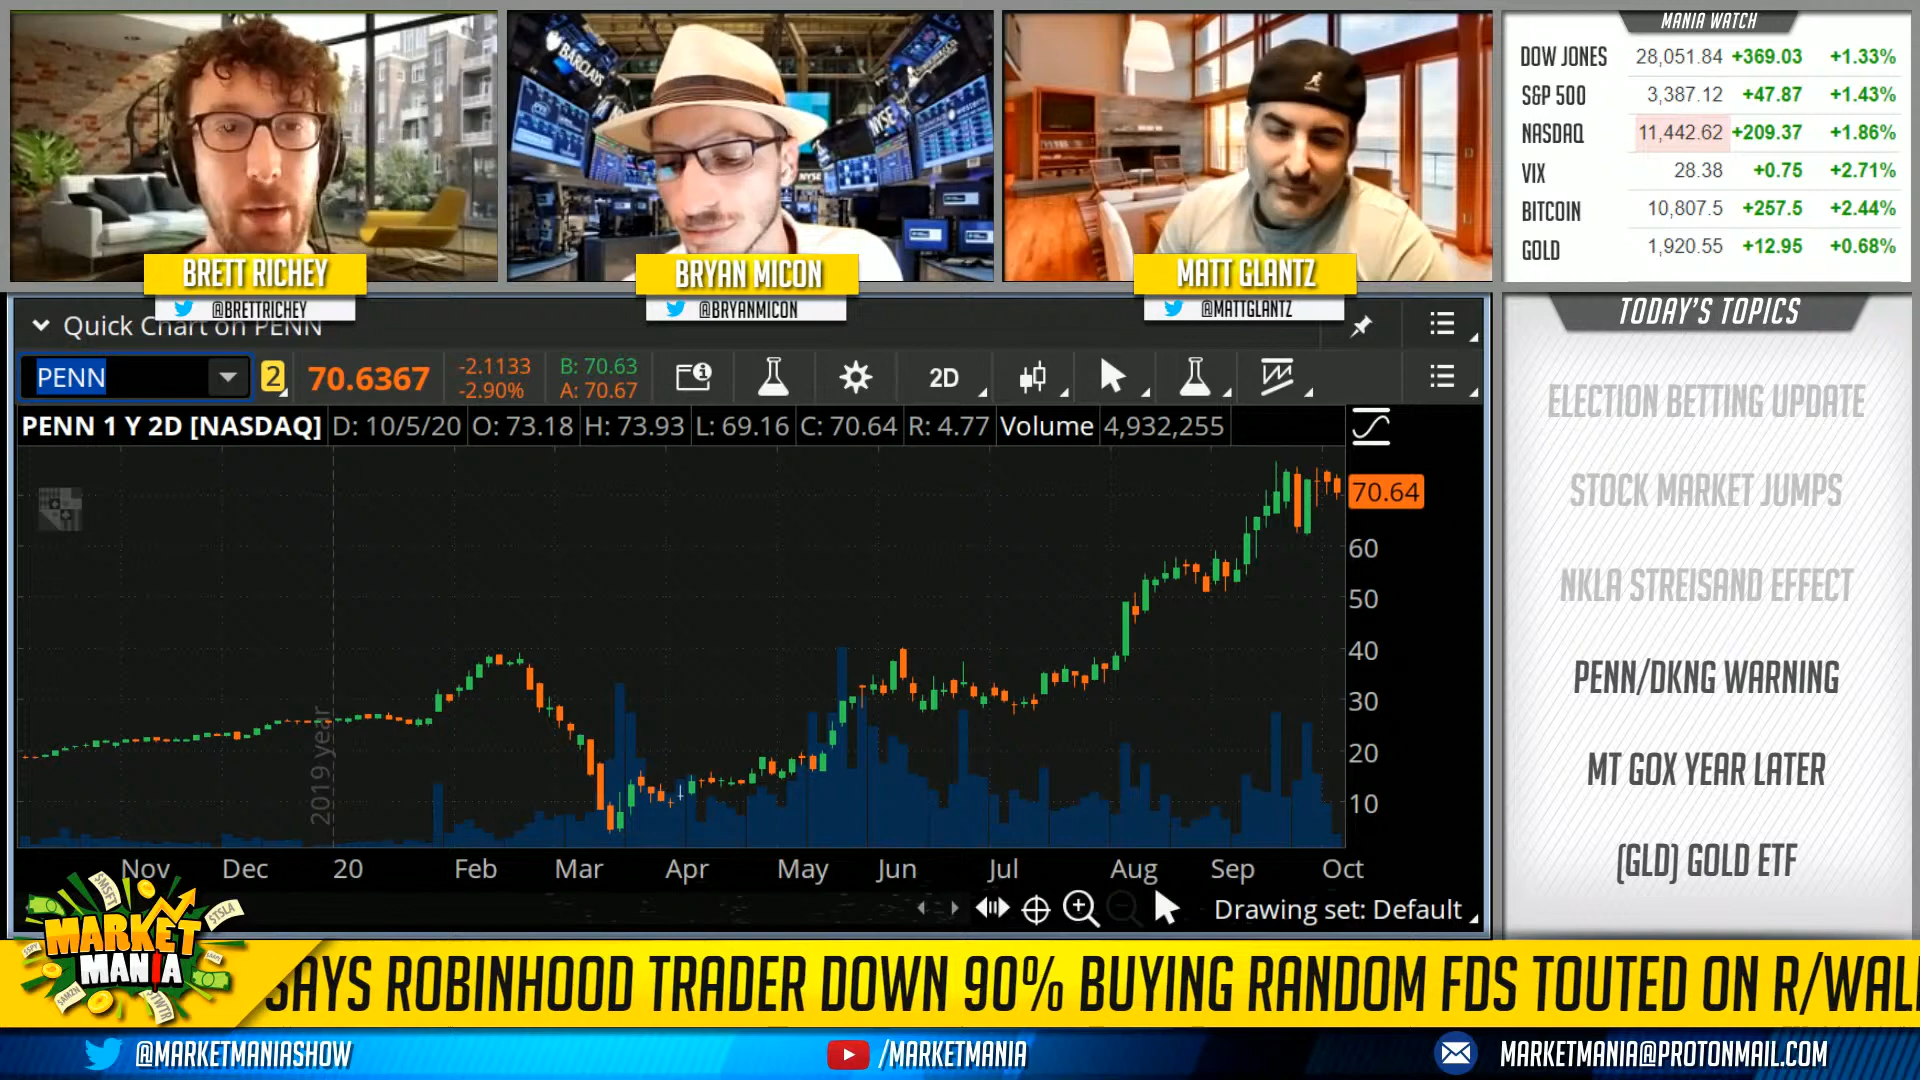 BARCLAYS
NYSE
NYSE
BRETT RICHEY
@BRETTRICHEY
BRYAN MICON
@BRYANMICON
MATT GLANTZ
@MATTGLANTZ
MANIA WATCH
DOW JONES 28,051.84 +369.03 +1.33%
S&P 500 3,387.12 +47.87 +1.43%
NASDAQ 11,442.62 +209.37 +1.86%
VIX 28.38 +0.75 +2.71%
BITCOIN 10,807.5 +257.5 +2.44%
GOLD 1,920.55 +12.95 +0.68%
TODAY'S TOPICS
ELECTION BETTING UPDATE
STOCK MARKET JUMPS
NKLA STREISAND EFFECT
PENN/DKNG WARNING
MT GOX YEAR LATER
(GLD) GOLD ETF
Quick Chart on PENN
PENN 2 70.6367 -2.1133 B: 70.63 2D
-2.90% A: 70.67
PENN 1 Y 2D [NASDAQ] D: 10/5/20 O: 73.18 H: 73.93 L: 69.16 C: 70.64 R: 4.77 Volume 4,932,255
70.64
60
50
40
30
20
10
2019 year
Nov Dec 20 Feb Mar Apr May Jun Jul Aug Sep Oct
Drawing set: Default
$MSFT
$TSLA
MARKET
MANIA
$AMZN
$TWTR
SAYS ROBINHOOD TRADER DOWN 90% BUYING RANDOM FDS TOUTED ON R/WALL
@MARKETMANIASHOW /MARKETMANIA MARKETMANIA@PROTONMAIL.COM